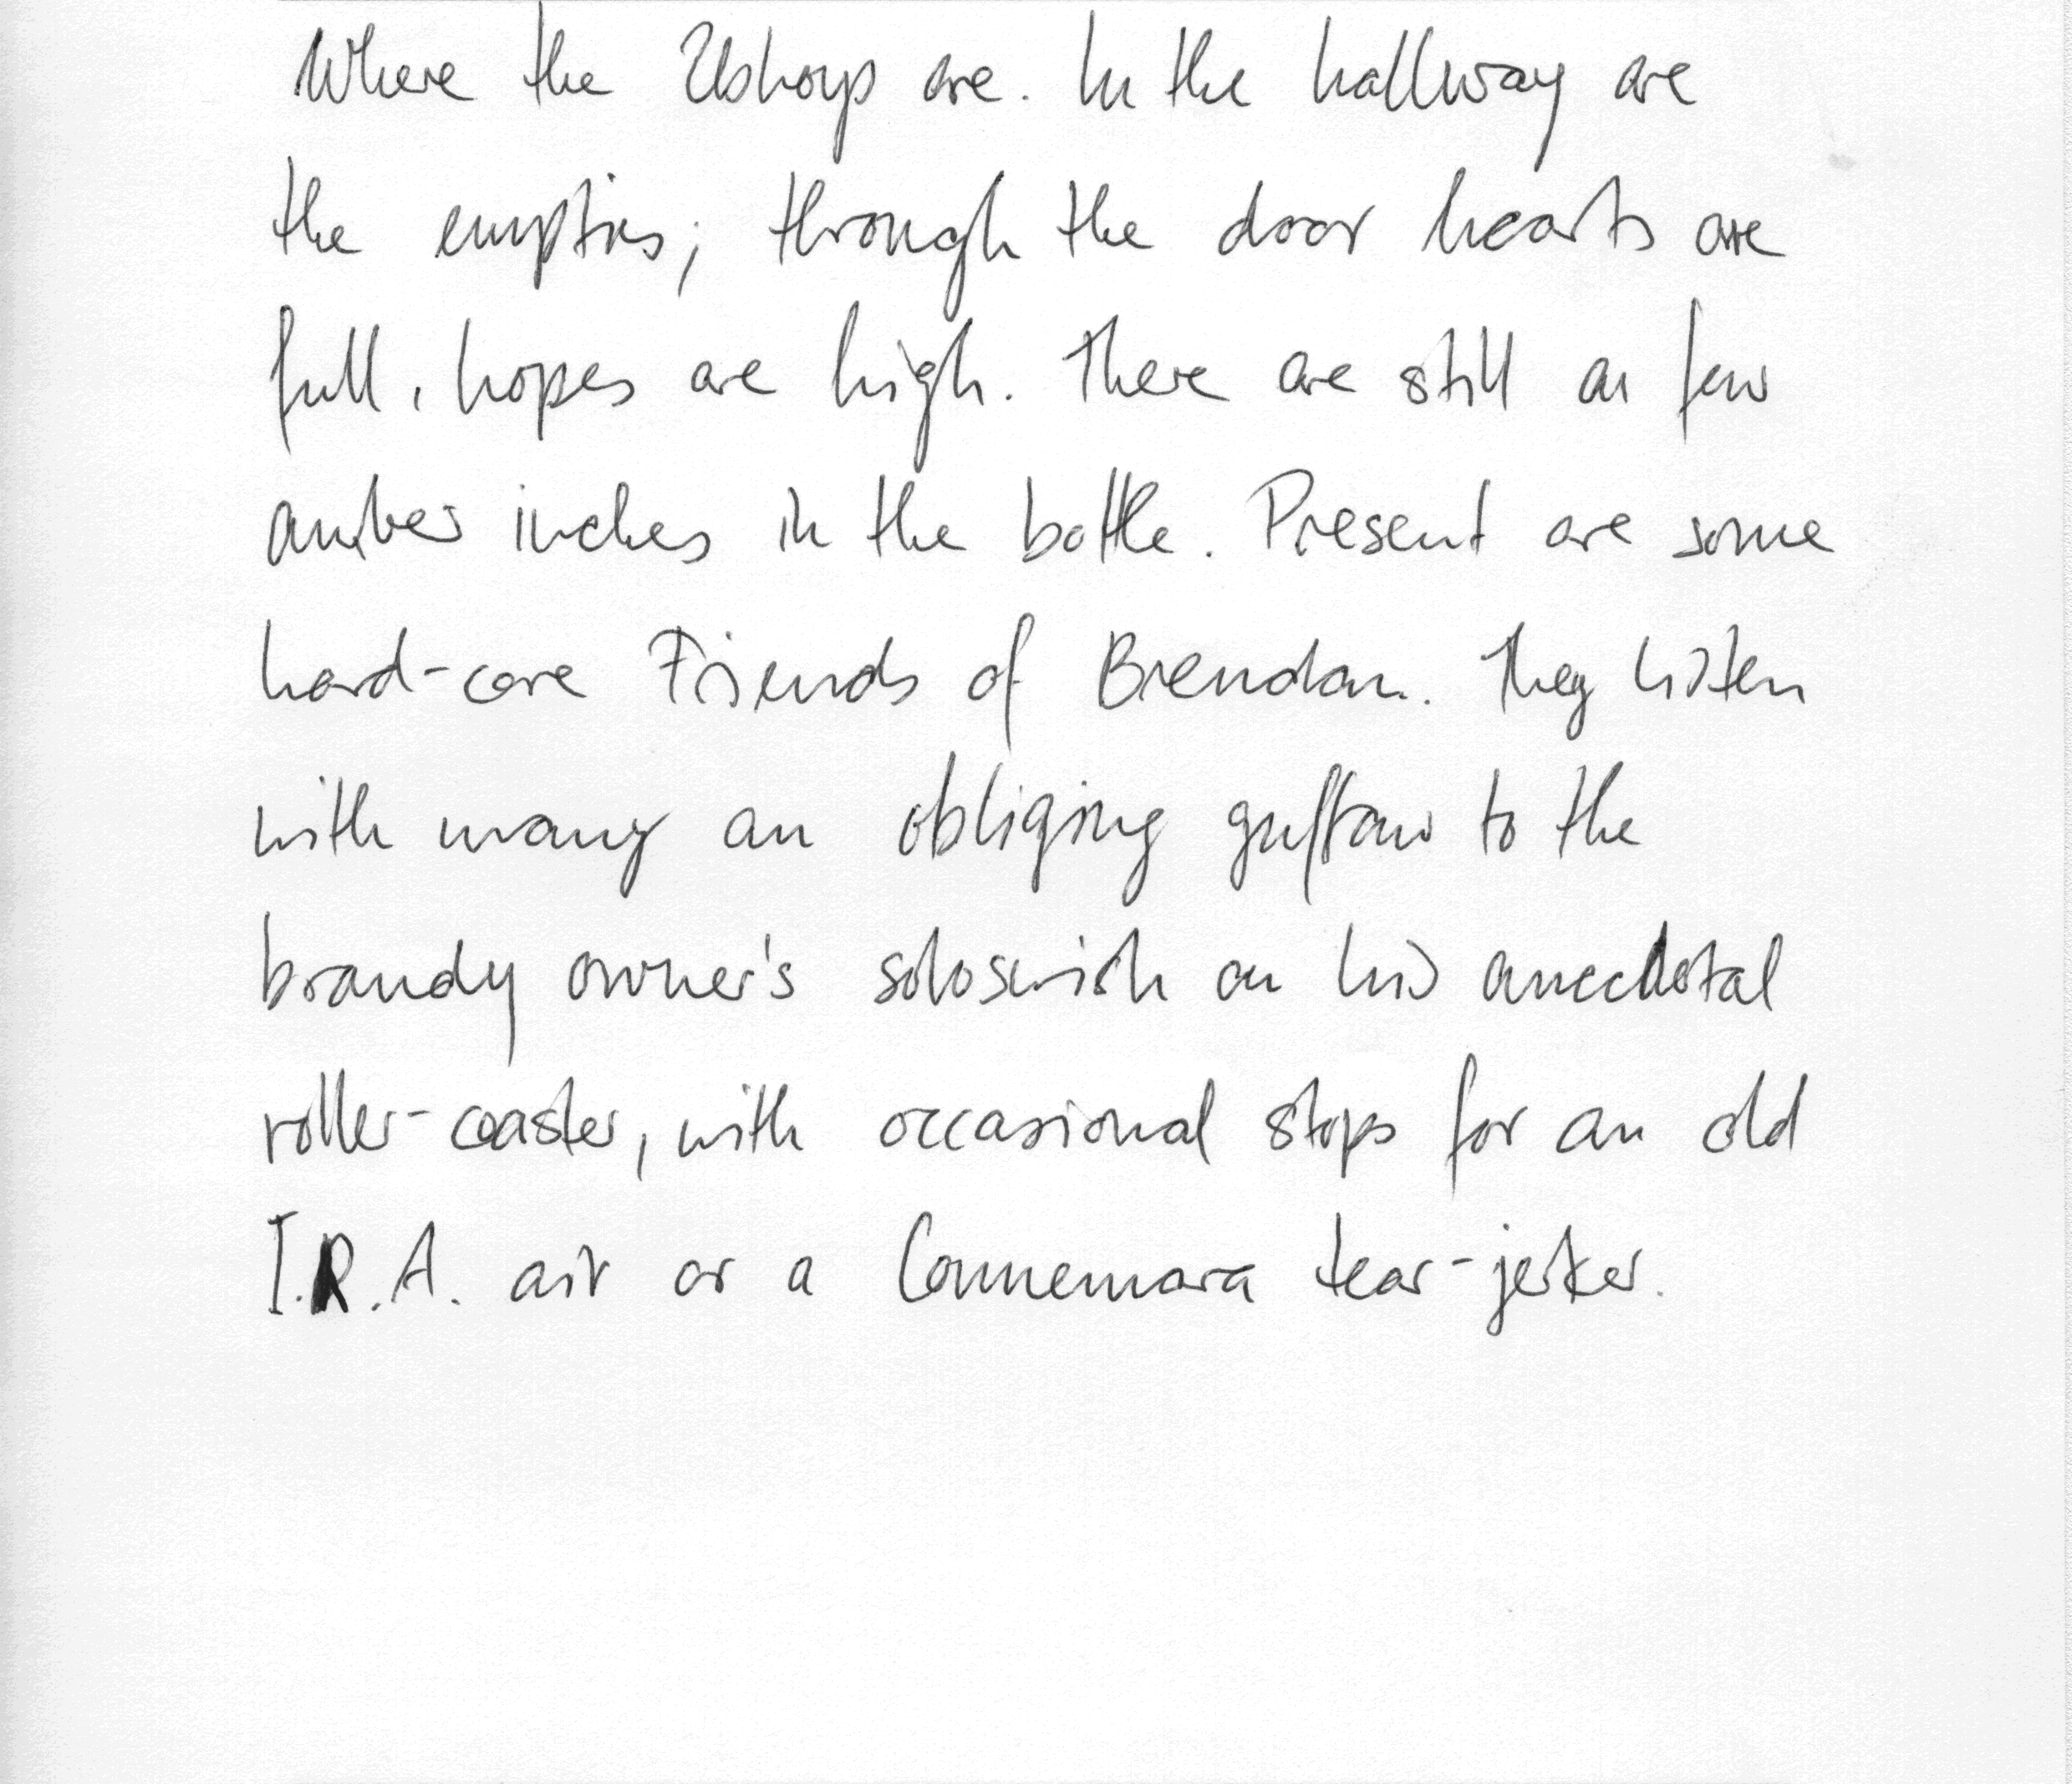 Where the are. In the hallway are
the empties; through the door hearts are
full, hopes are high. There are still a few
amber inches in the bottle. Present are some
hard-core Friends of Brendan. They listen
with many an obliging guffaw to the
brandy owner's on his anecdotal
roller-coaster, with occasional stops for an old
I.R.A. air or a Connemara tear-jerker.